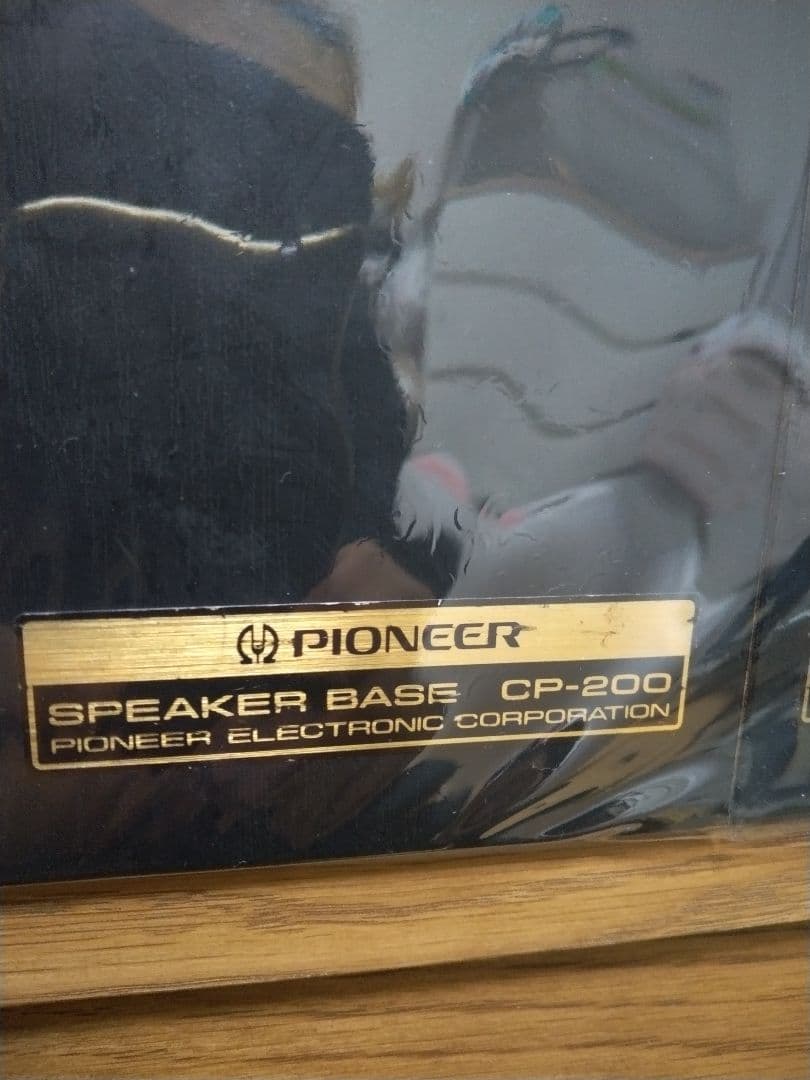 PIONEER
SPEAKER BASE CP-200
PIONEER ELECTRONIC CORPORATION